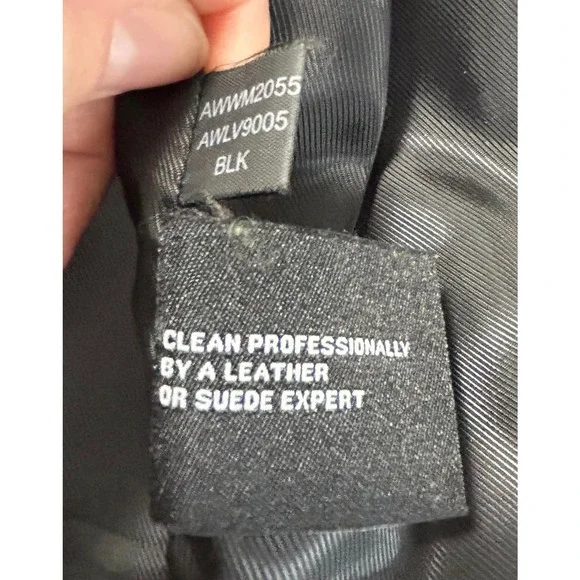 AWWM2055
AWLV9005
BLK
CLEAN PROFESSIONALLY
BY A LEATHER
OR SUEDE EXPERT